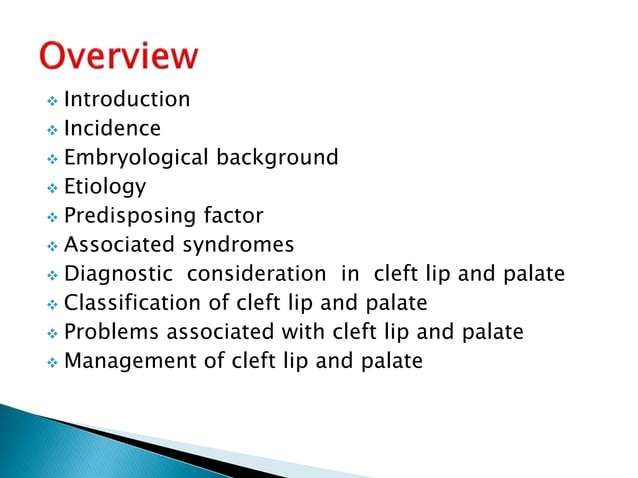 Overview
Introduction
Incidence
Embryological background
Etiology
Predisposing factor
Associated syndromes
Diagnostic consideration in cleft lip and palate
Classification of cleft lip and palate
Problems associated with cleft lip and palate
Management of cleft lip and palate